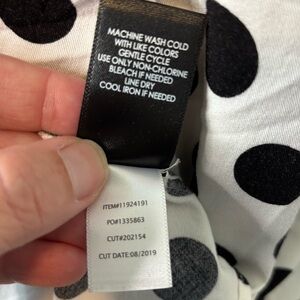 MACHINE WASH COLD
WITH LIKE COLORS
GENTLE CYCLE
USE ONLY NON-CHLORINE
BLEACH IF NEEDED
LINE DRY
COOL IRON IF NEEDED
ITEM#11924191
PO#1335863
CUT#202154
CUT DATE:08/2019